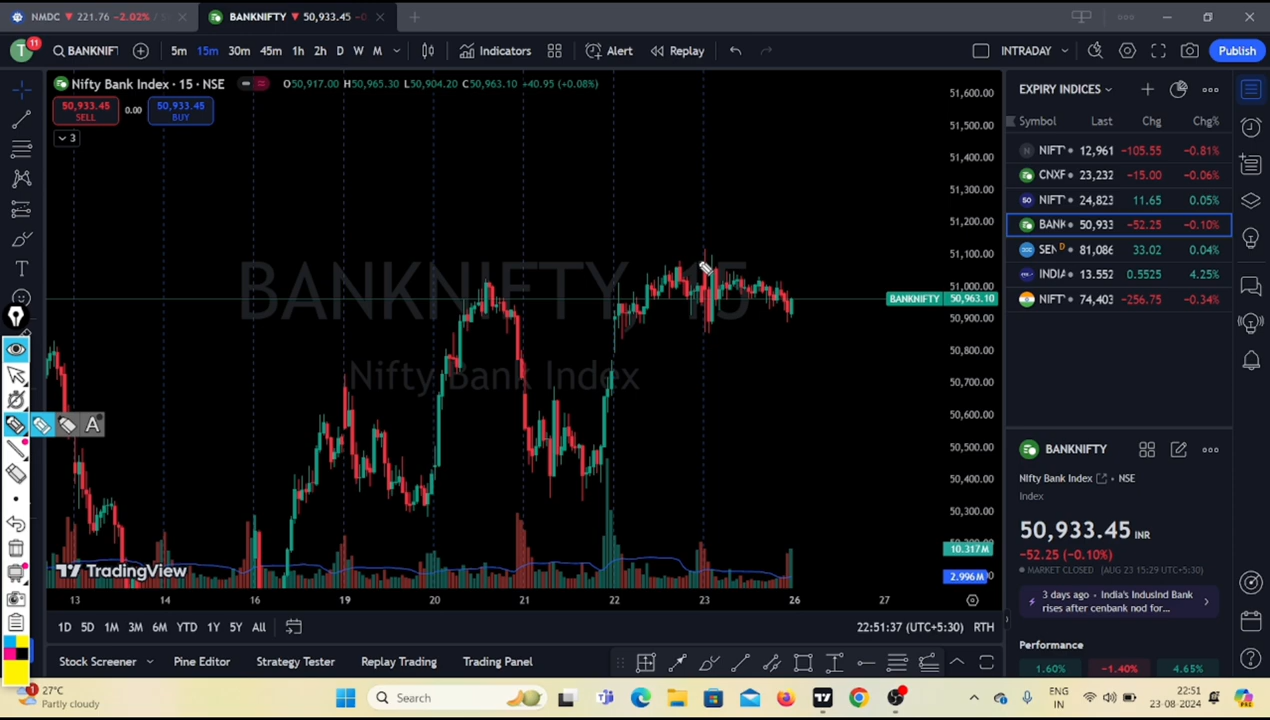 NMDC ▼ 221.76 −2.02% /
BANKNIFTY ▼ 50,933.45 −0
T 11 BANKNIFT 5m 15m 30m 45m 1h 2h D W M Indicators Alert Replay INTRADAY Publish
Nifty Bank Index · 15 · NSE O50,917.00 H50,965.30 L50,904.20 C50,963.10 +40.95 (+0.08%)
50,933.45 SELL 0.00 50,933.45 BUY
3
BANKNIFTY, 15
Nifty Bank Index
51,600.00
51,500.00
51,400.00
51,300.00
51,200.00
51,100.00
51,000.00
BANKNIFTY 50,963.10
50,900.00
50,800.00
50,700.00
50,600.00
50,500.00
50,400.00
50,300.00
10.317M
2.996M
TradingView
13 14 16 19 20 21 22 23 26 27
1D 5D 1M 3M 6M YTD 1Y 5Y All 22:51:37 (UTC+5:30) RTH
Stock Screener Pine Editor Strategy Tester Replay Trading Trading Panel
A
EXPIRY INDICES
Symbol Last Chg Chg%
NIFT 12,961 −105.55 −0.81%
CNXF 23,232 −15.00 −0.06%
NIFT 24,823 11.65 0.05%
BANK 50,933 −52.25 −0.10%
SEN D 81,086 33.02 0.04%
INDIA 13.552 0.5525 4.25%
NIFT 74,403 −256.75 −0.34%
BANKNIFTY
Nifty Bank Index · NSE
Index
50,933.45 INR
−52.25 (−0.10%)
MARKET CLOSED (AUG 23 15:29 UTC+5:30)
3 days ago · India's IndusInd Bank
rises after cenbank nod for...
Performance
1.60% −1.40% 4.65%
1 27°C
Partly cloudy
Search
ENG
IN
22:51
23-08-2024